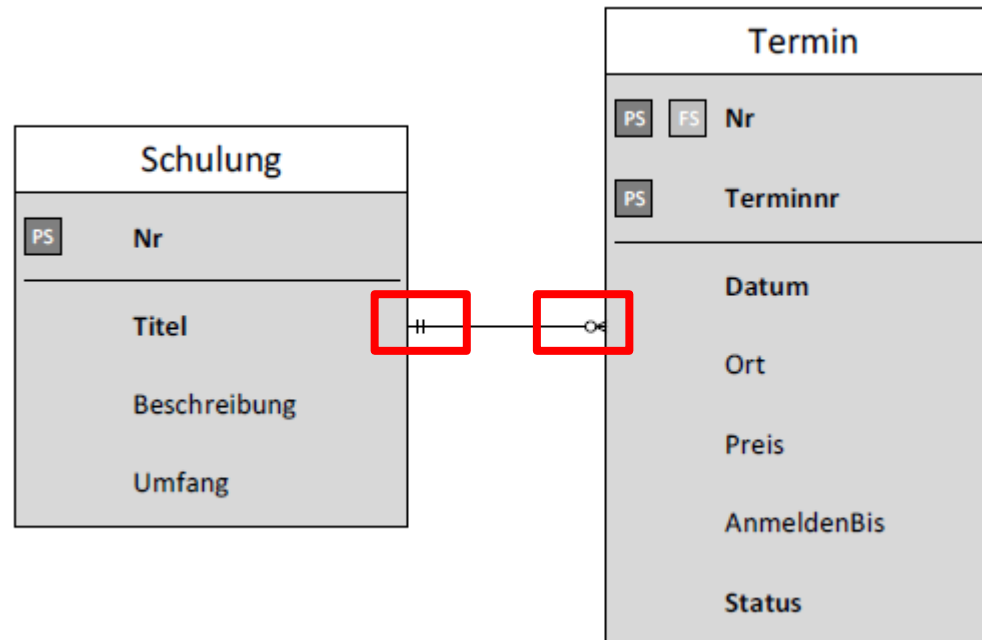 Schulung
PS Nr
Titel
Beschreibung
Umfang
Termin
PS FS Nr
PS Terminnr
Datum
Ort
Preis
AnmeldenBis
Status